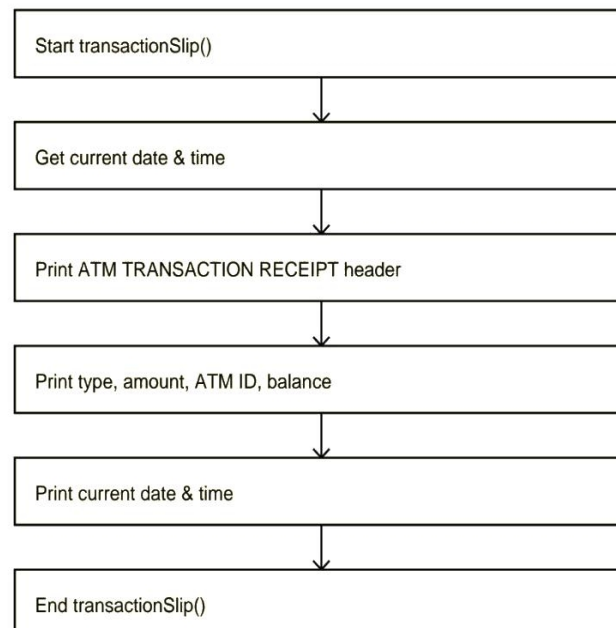 Start transactionSlip()
Get current date & time
Print ATM TRANSACTION RECEIPT header
Print type, amount, ATM ID, balance
Print current date & time
End transactionSlip()